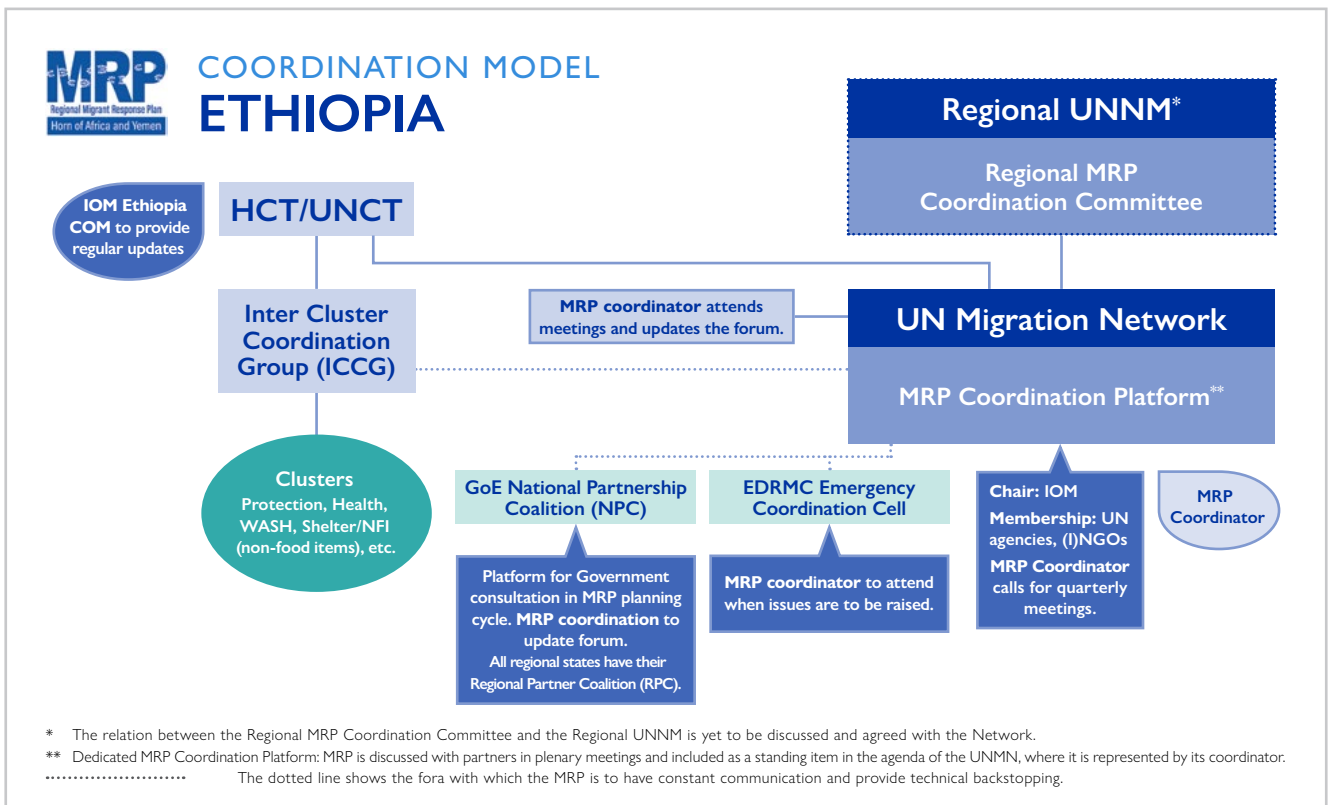 MRP
Regional Migrant Response Plan
Horn of Africa and Yemen
COORDINATION MODEL
ETHIOPIA
Regional UNNM*
Regional MRP
Coordination Committee
IOM Ethiopia
COM to provide
regular updates
HCT/UNCT
Inter Cluster
Coordination
Group (ICCG)
MRP coordinator attends
meetings and updates the forum.
UN Migration Network
MRP Coordination Platform**
Clusters
Protection, Health,
WASH, Shelter/NFI
(non-food items), etc.
GoE National Partnership
Coalition (NPC)
EDRMC Emergency
Coordination Cell
Chair: IOM
Membership: UN
agencies, (I)NGOs
MRP Coordinator
calls for quarterly
meetings.
MRP
Coordinator
Platform for Government
consultation in MRP planning
cycle. MRP coordination to
update forum.
All regional states have their
Regional Partner Coalition (RPC).
MRP coordinator to attend
when issues are to be raised.
* The relation between the Regional MRP Coordination Committee and the Regional UNNM is yet to be discussed and agreed with the Network.
** Dedicated MRP Coordination Platform: MRP is discussed with partners in plenary meetings and included as a standing item in the agenda of the UNMN, where it is represented by its coordinator.
The dotted line shows the fora with which the MRP is to have constant communication and provide technical backstopping.